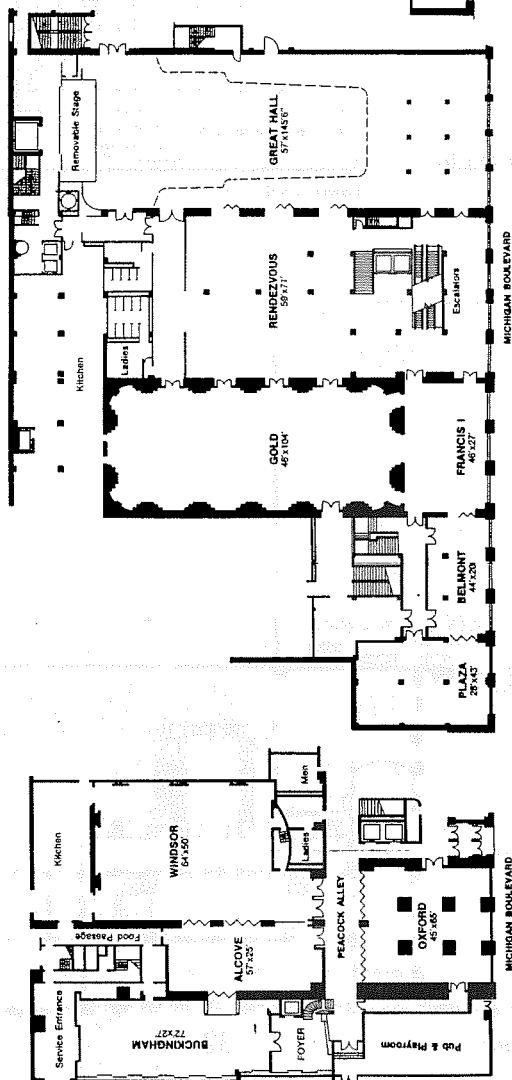 Removable Stage
GREAT HALL
57'x145'6"
RENDEZVOUS
59'x71'
Escalators
Ladies
Kitchen
GOLD
46'x104'
FRANCIS I
46'x27'
BELMONT
44'x20'
PLAZA
28'x43'
MICHIGAN BOULEVARD
Kitchen
WINDSOR
64'x50'
Men
Ladies
Food Passage
ALCOVE
57'x25'
PEACOCK ALLEY
OXFORD
45'x65'
Service Entrance
BUCKINGHAM
72'x27'
FOYER
Pub & Playroom
MICHIGAN BOULEVARD